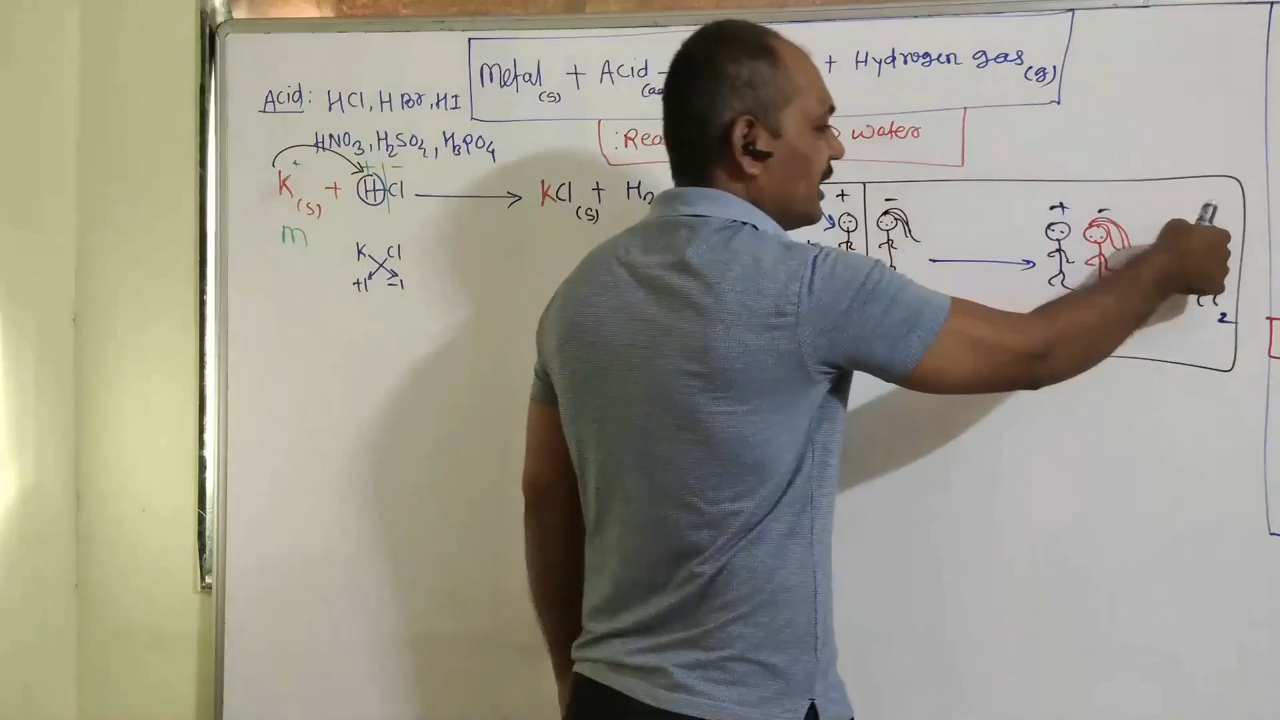 Metal(s) + Acid(a + Hydrogen gas(g)
Acid: HCl, HBr, HI
HNO3, H2SO4, H3PO4
:Rea water
+ + -
K(s) + HCl → KCl(s) + H2
m
K Cl
+1 -1
+ -
+ -
2